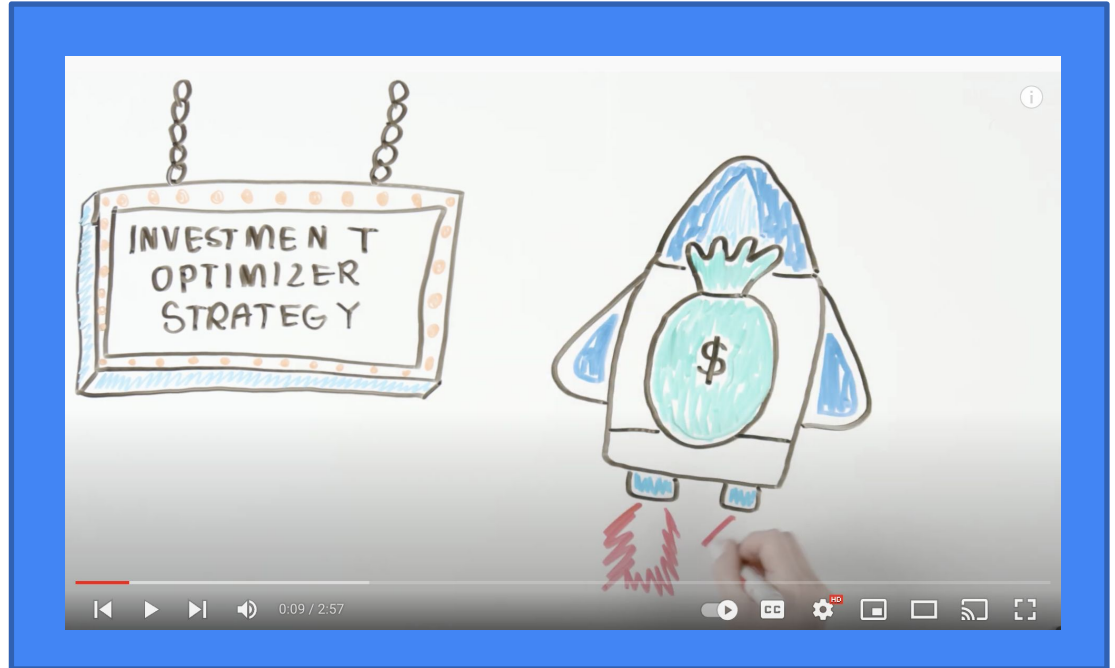 INVESTMENT
OPTIMIZER
STRATEGY
$
i
0:09 / 2:57
CC
HD